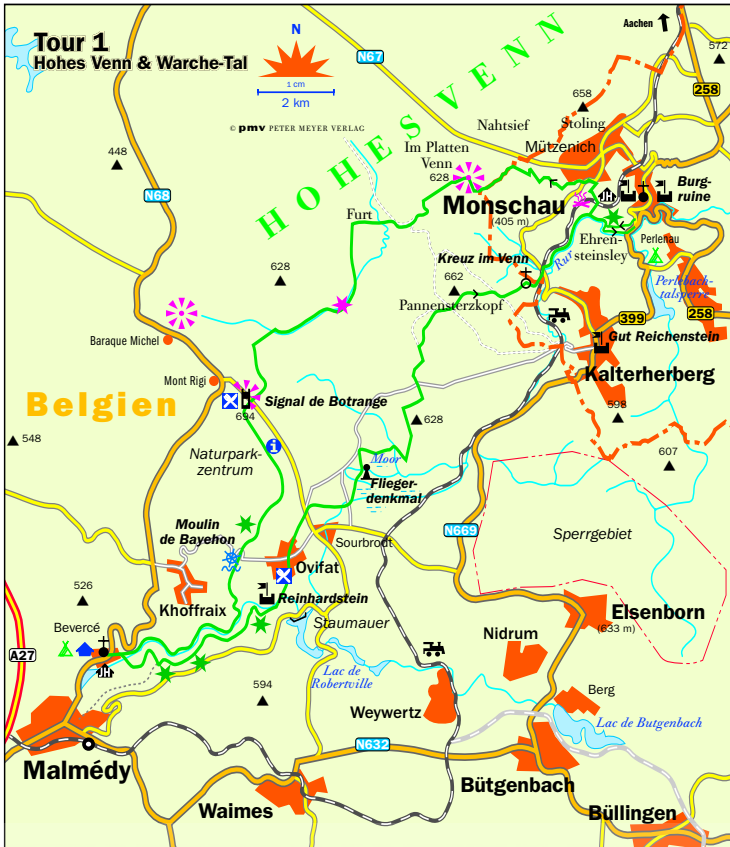 Tour 1
Hohes Venn & Warche-Tal
N
1 cm
2 km
© pmv PETER MEYER VERLAG
Aachen
572
N67
258
658
Stoling
Nahtsief
Mützenich
HOHES VENN
Im Platten
Venn
628
448
N68
Monschau
(405 m)
JH
Burg-
ruine
Furt
Ehren-
steinsley
Perlenau
Kreuz im Venn
Rur
628
662
Perlebach-
talsperre
Pannensterzkopf
399
258
Baraque Michel
Gut Reichenstein
Kalterherberg
Mont Rigi
Belgien
Signal de Botrange
694
628
598
548
Naturpark-
zentrum
i
Moor
Flieger-
denkmal
607
Moulin
de Bayehon
N669
Sperrgebiet
Sourbrodt
Ovifat
526
Khoffraix
Reinhardstein
Elsenborn
(633 m)
Staumauer
Bevercé
Nidrum
A27
JH
Lac de
Robertville
594
Berg
Weywertz
Lac de Butgenbach
N632
Malmédy
Bütgenbach
Waimes
Büllingen